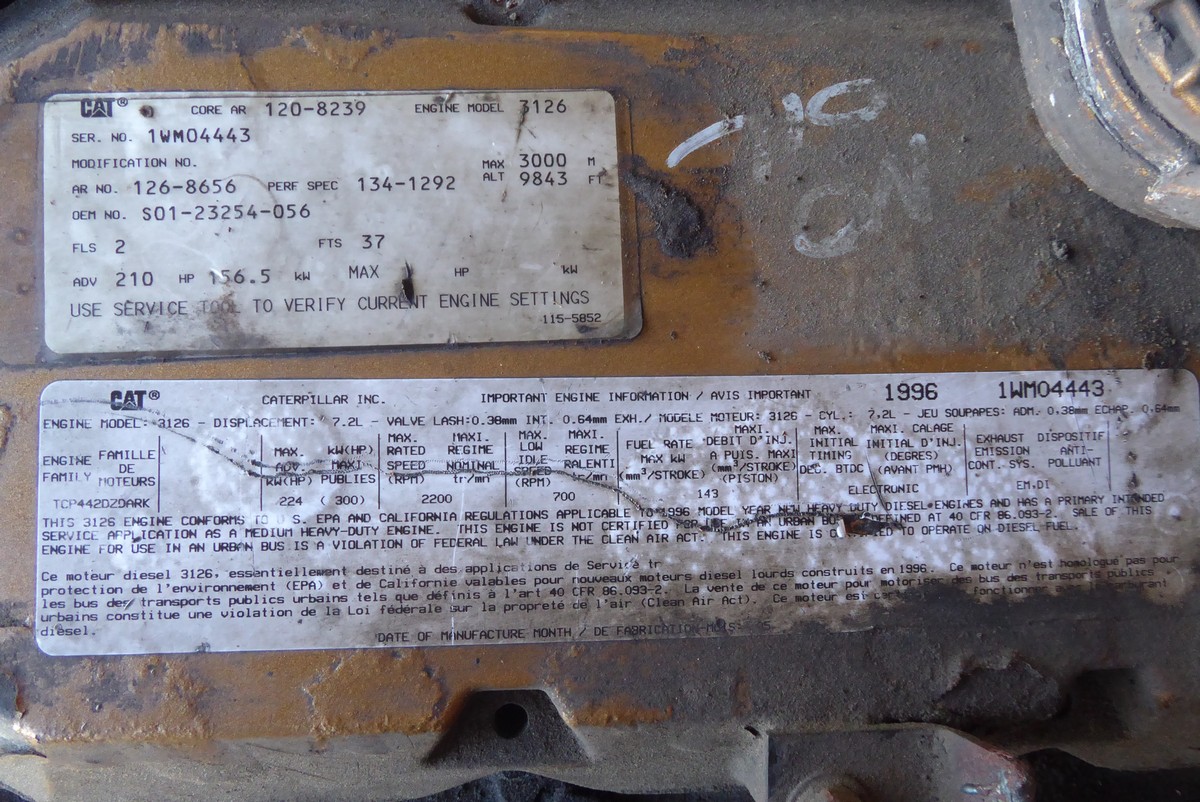 CAT® CORE AR 120-8239 ENGINE MODEL 3126
SER. NO. 1WM04443
MODIFICATION NO. MAX 3000 M
AR NO. 126-8656 PERF SPEC 134-1292 ALT 9843 FT
OEM NO. S01-23254-056
FLS 2 FTS 37
ADV 210 HP 156.5 kW MAX HP kW
USE SERVICE TOOL TO VERIFY CURRENT ENGINE SETTINGS
115-5852
CAT® CATERPILLAR INC. IMPORTANT ENGINE INFORMATION / AVIS IMPORTANT 1996 1WM04443
ENGINE MODEL: 3126 - DISPLACEMENT: 7.2L - VALVE LASH:0.38mm INT. 0.64mm EXH./ MODELE MOTEUR: 3126 - CYL.: 7.2L - JEU SOUPAPES: ADM. 0.38mm ECHAP. 0.64mm
ENGINE FAMILLE
DE
FAMILY MOTEURS
TCP442DZDARK
MAX. kW(HP)
ADV MAXI
kW(HP) PUBLIES
224 (300)
MAX. MAXI.
RATED REGIME
SPEED NOMINAL
(RPM) tr/mn
2200
MAX. MAXI.
LOW REGIME
IDLE RALENTI
SPEED tr/mn
(RPM)
700
MAXI.
FUEL RATE DEBIT D'INJ.
MAX kW A PUIS. MAXI
(mm³/STROKE) (mm³/STROKE)
(PISTON)
143
MAX. MAXI. CALAGE
INITIAL INITIAL D'INJ.
TIMING (DEGRES)
DEG. BTDC (AVANT PMH)
ELECTRONIC
EXHAUST DISPOSITIF
EMISSION ANTI-
CONT. SYS. POLLUANT
EM,DI
THIS 3126 ENGINE CONFORMS TO U.S. EPA AND CALIFORNIA REGULATIONS APPLICABLE TO 1996 MODEL YEAR NEW HEAVY DUTY DIESEL ENGINES AND HAS A PRIMARY INTENDED
SERVICE APPLICATION AS A MEDIUM HEAVY-DUTY ENGINE. THIS ENGINE IS NOT CERTIFIED FOR USE IN AN URBAN BUS DEFINED AT 40 CFR 86.093-2. SALE OF THIS
ENGINE FOR USE IN AN URBAN BUS IS A VIOLATION OF FEDERAL LAW UNDER THE CLEAN AIR ACT. THIS ENGINE IS TO OPERATE ON DIESEL-FUEL.
Ce moteur diesel 3126, essentiellement destiné à des applications de Service
protection de l'environnement (EPA) et de Californie valables pour nouveaux moteurs diesel lourds construits en 1996. Ce moteur n'est homologué pas pour
les bus des transports publics urbains tels que définis à l'art 40 CFR 86.093-2. La vente de ce moteur pour motoriser des bus des transports publics
urbains constitue une violation de la Loi fédérale sur la propreté de l'air (Clean Air Act). Ce moteur est
diesel.
DATE OF MANUFACTURE MONTH / DE FABRICATION-MOIS